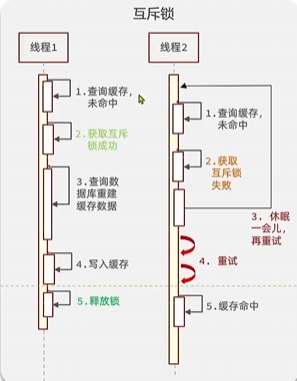 互斥锁
线程1
1.查询缓存,
未命中
2.获取互斥
锁成功
3.查询数
据库重建
缓存数据
4.写入缓存
5.释放锁
线程2
1.查询缓存,
未命中
2.获取
互斥锁
失败
3. 休眠
一会儿,
再重试
4. 重试
5.缓存命中